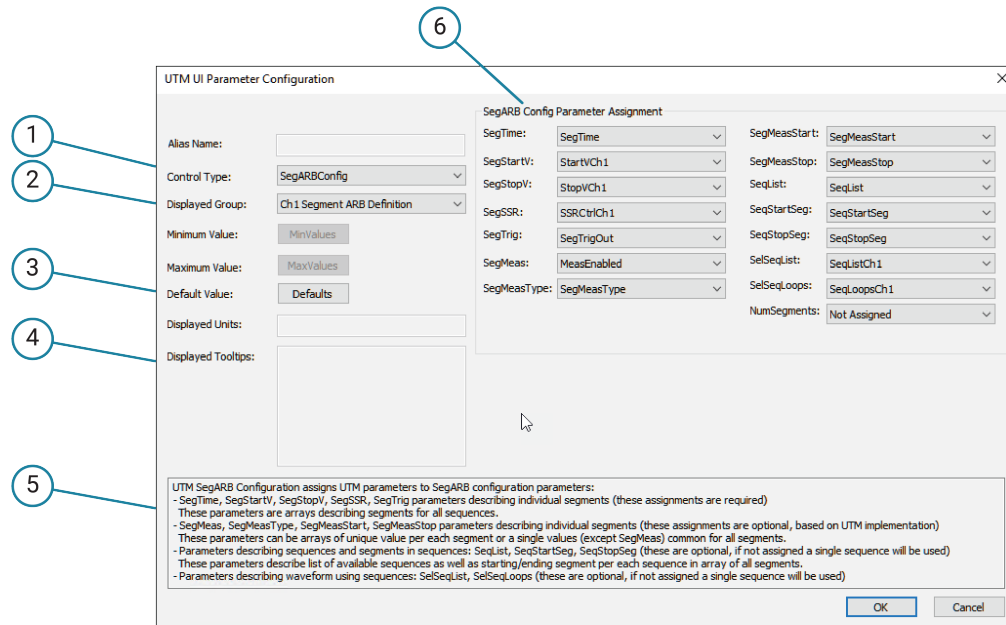 6
UTM UI Parameter Configuration
1
2
3
4
5
Alias Name:
Control Type: SegARBConfig
Displayed Group: Ch1 Segment ARB Definition
Minimum Value: MinValues
Maximum Value: MaxValues
Default Value: Defaults
Displayed Units:
Displayed Tooltips:
SegARB Config Parameter Assignment
SegTime: SegTime
SegStartV: StartVCh1
SegStopV: StopVCh1
SegSSR: SSRCtrlCh1
SegTrig: SegTrigOut
SegMeas: MeasEnabled
SegMeasType: SegMeasType
SegMeasStart: SegMeasStart
SegMeasStop: SegMeasStop
SeqList: SeqList
SeqStartSeg: SeqStartSeg
SeqStopSeg: SeqStopSeg
SelSeqList: SeqListCh1
SelSeqLoops: SeqLoopsCh1
NumSegments: Not Assigned
UTM SegARB Configuration assigns UTM parameters to SegARB configuration parameters:
- SegTime, SegStartV, SegStopV, SegSSR, SegTrig parameters describing individual segments (these assignments are required)
These parameters are arrays describing segments for all sequences.
- SegMeas, SegMeasType, SegMeasStart, SegMeasStop parameters describing individual segments (these assignments are optional, based on UTM implementation)
These parameters can be arrays of unique value per each segment or a single values (except SegMeas) common for all segments.
- Parameters describing sequences and segments in sequences: SeqList, SeqStartSeg, SeqStopSeg (these are optional, if not assigned a single sequence will be used)
These parameters describe list of available sequences as well as starting/ending segment per each sequence in array of all segments.
- Parameters describing waveform using sequences: SelSeqList, SelSeqLoops (these are optional, if not assigned a single sequence will be used)
OK Cancel